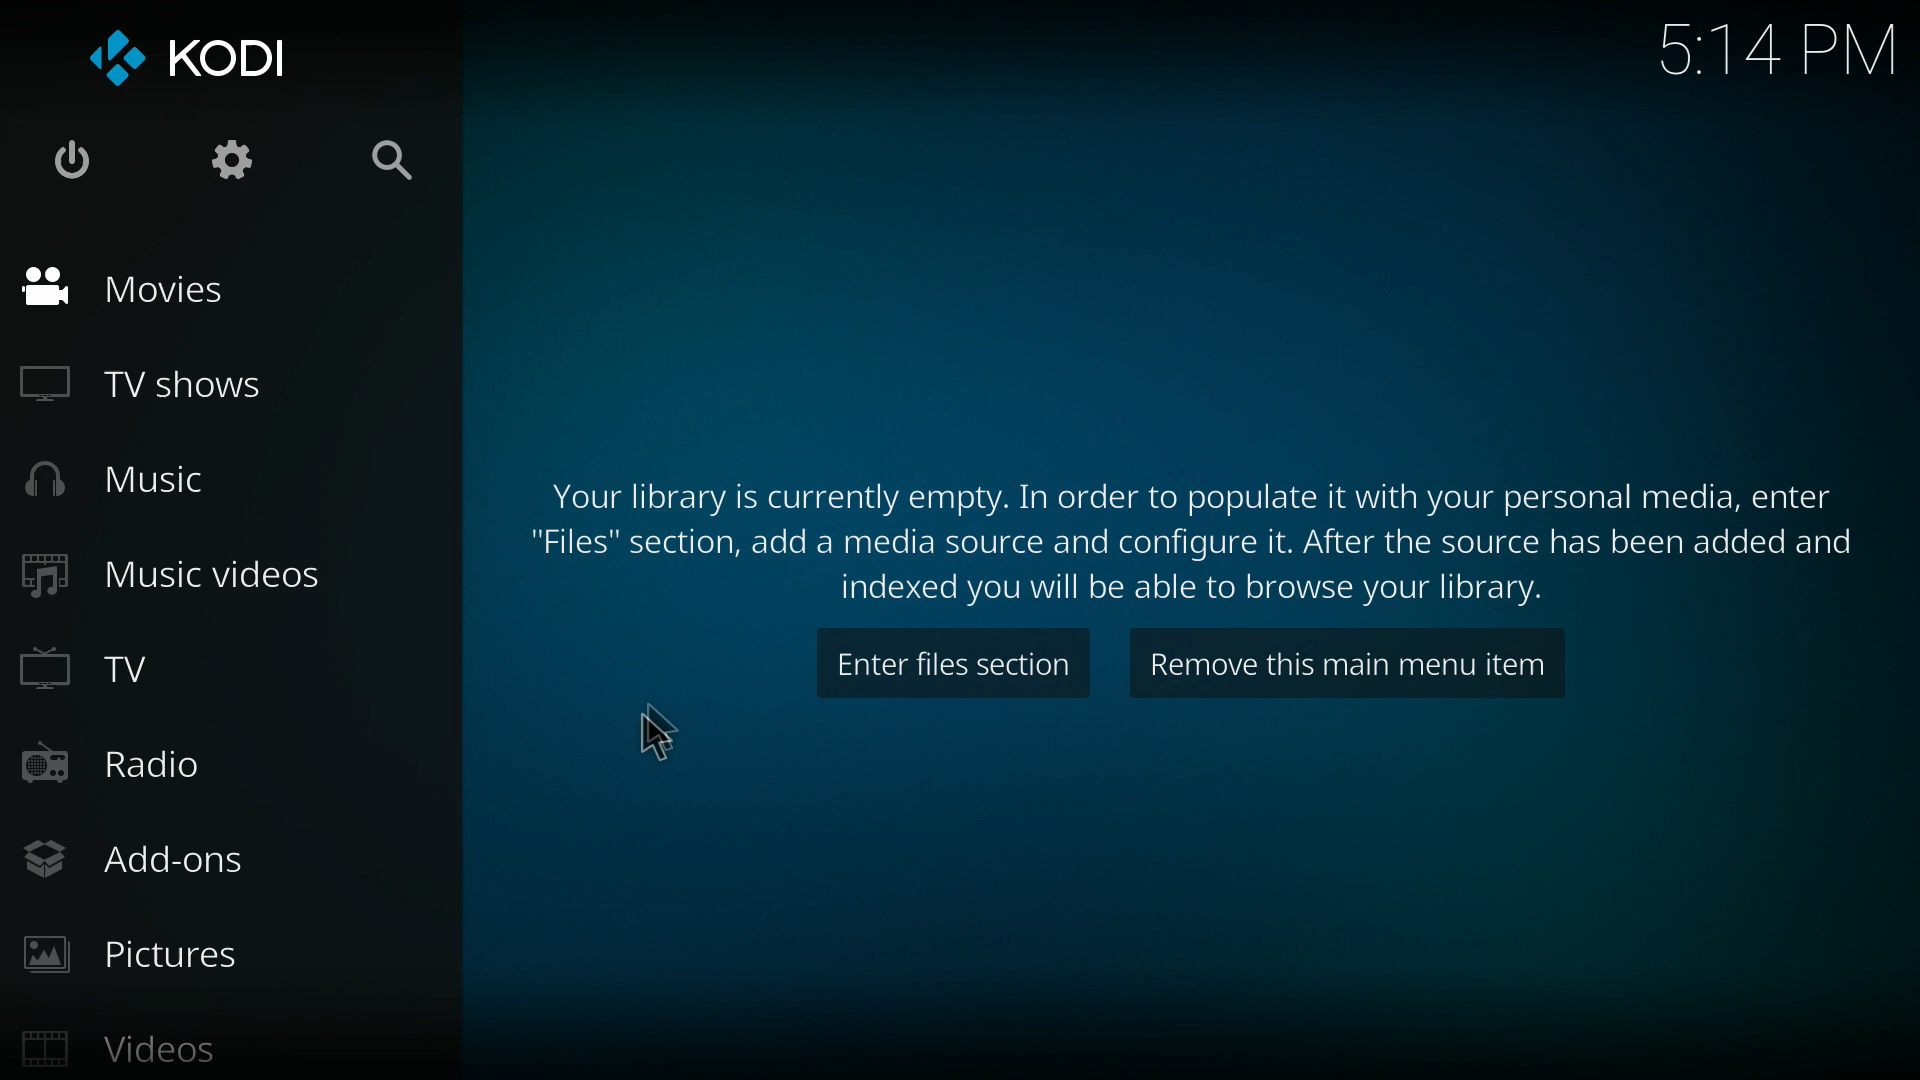 KODI
5:14 PM
Movies
TV shows
Music
Music videos
TV
Radio
Add-ons
Pictures
Videos
Your library is currently empty. In order to populate it with your personal media, enter
"Files" section, add a media source and configure it. After the source has been added and
indexed you will be able to browse your library.
Enter files section
Remove this main menu item